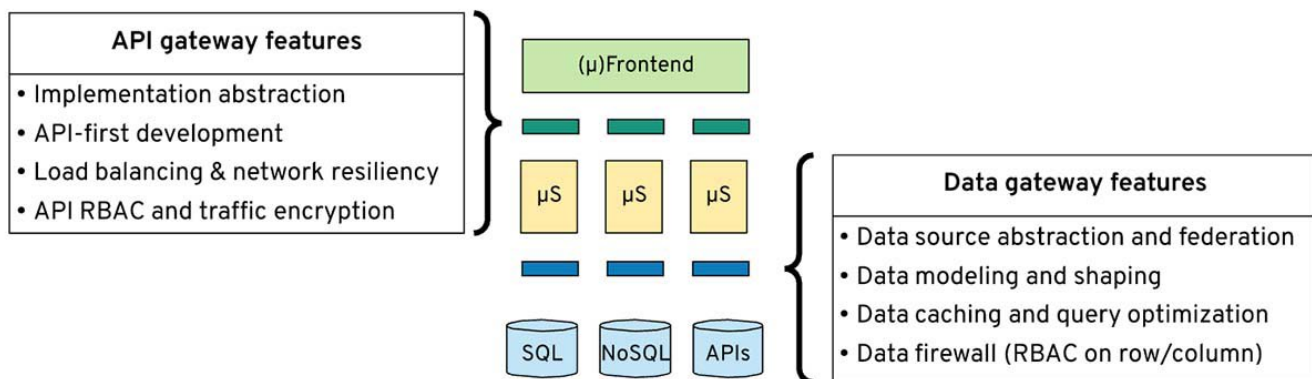 API gateway features
• Implementation abstraction
• API-first development
• Load balancing & network resiliency
• API RBAC and traffic encryption
(µ)Frontend
µS µS µS
SQL NoSQL APIs
Data gateway features
• Data source abstraction and federation
• Data modeling and shaping
• Data caching and query optimization
• Data firewall (RBAC on row/column)